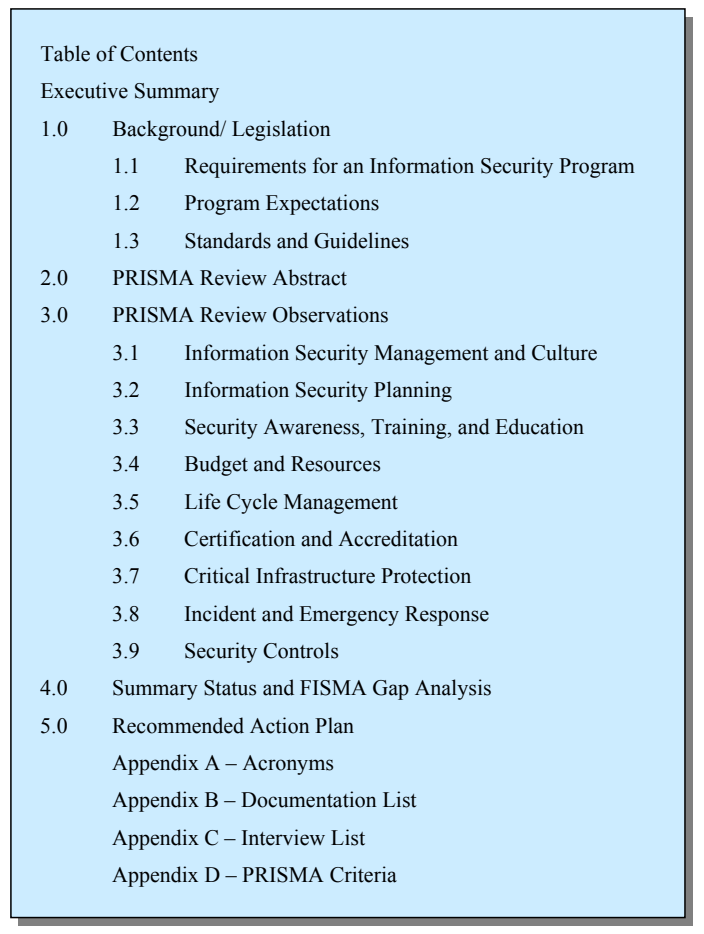 Table of Contents
Executive Summary
1.0 Background/ Legislation
1.1 Requirements for an Information Security Program
1.2 Program Expectations
1.3 Standards and Guidelines
2.0 PRISMA Review Abstract
3.0 PRISMA Review Observations
3.1 Information Security Management and Culture
3.2 Information Security Planning
3.3 Security Awareness, Training, and Education
3.4 Budget and Resources
3.5 Life Cycle Management
3.6 Certification and Accreditation
3.7 Critical Infrastructure Protection
3.8 Incident and Emergency Response
3.9 Security Controls
4.0 Summary Status and FISMA Gap Analysis
5.0 Recommended Action Plan
Appendix A – Acronyms
Appendix B – Documentation List
Appendix C – Interview List
Appendix D – PRISMA Criteria